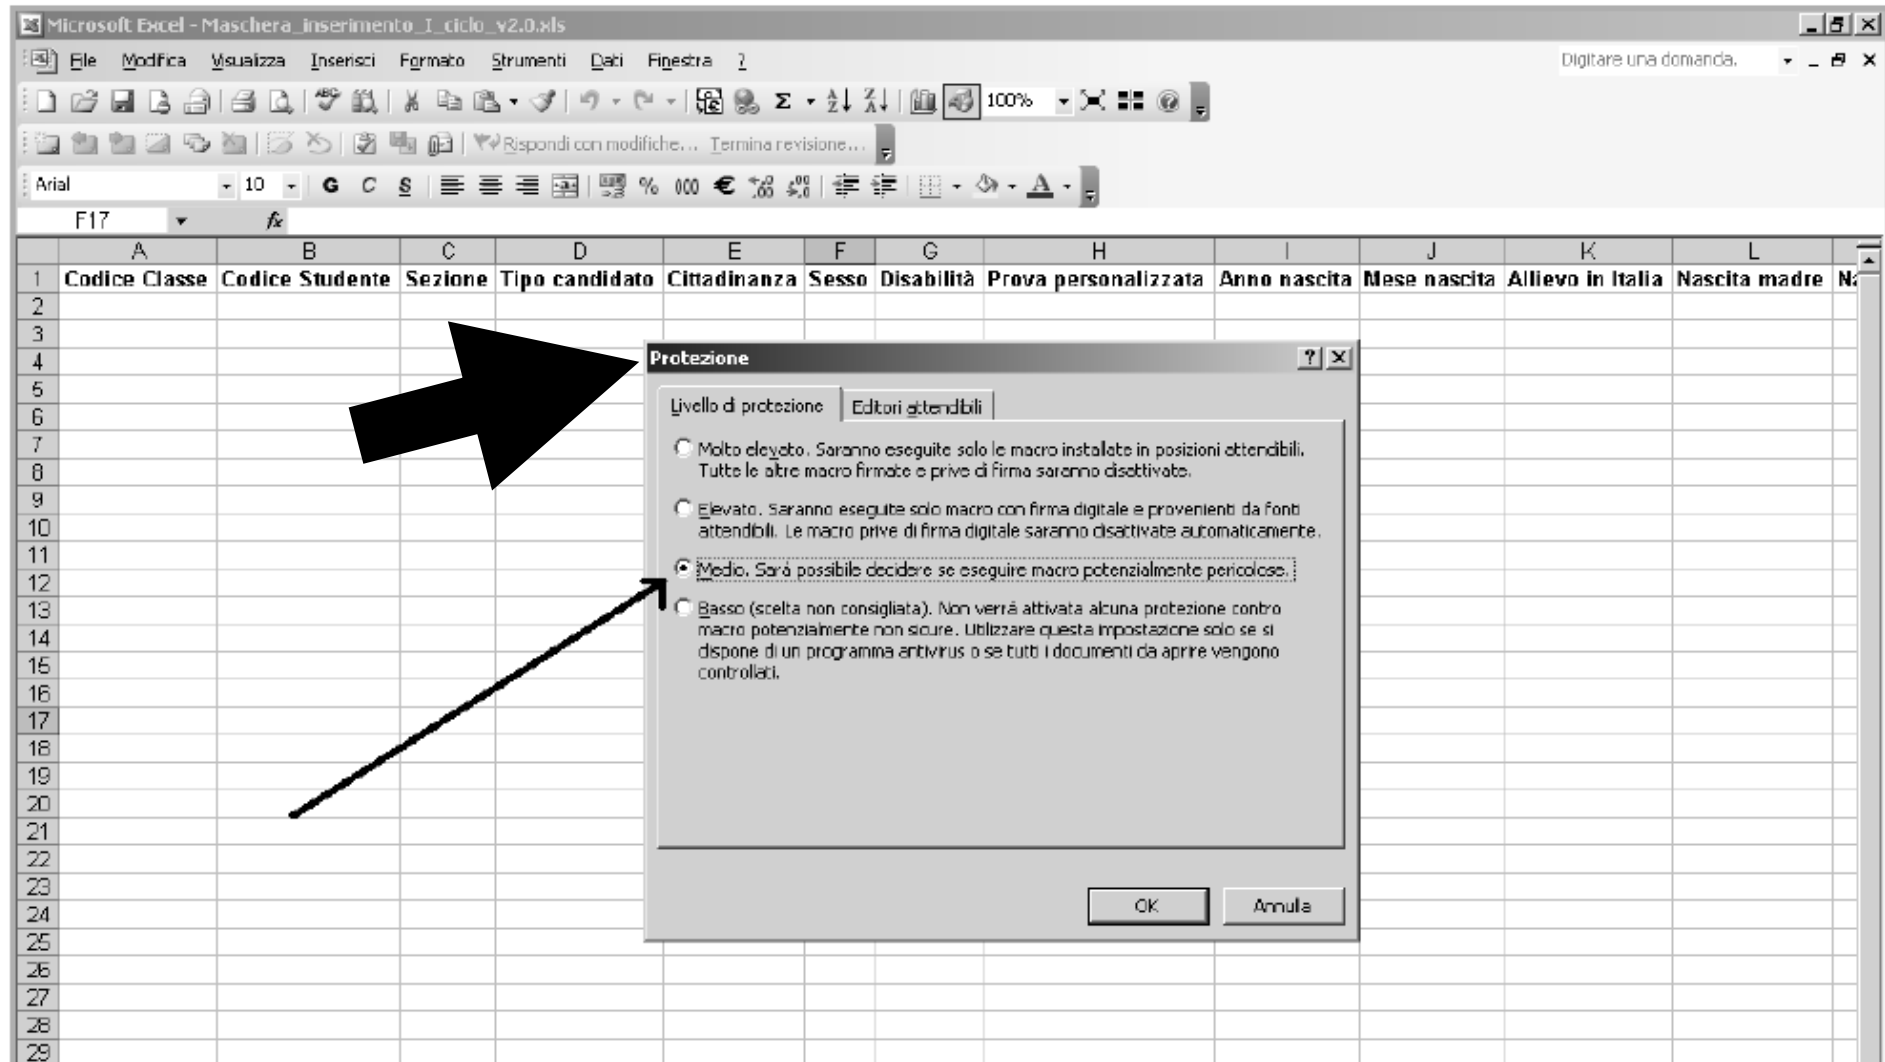 Microsoft Excel - Maschera_inserimento_I_ciclo_v2.0.xls
File Modifica Visualizza Inserisci Formato Strumenti Dati Finestra ? Digitare una domanda.
100%
Rispondi con modifiche... Termina revisione...
Arial 10 G C S % 000 €
F17 fx
A B C D E F G H I J K L
1 Codice Classe Codice Studente Sezione Tipo candidato Cittadinanza Sesso Disabilità Prova personalizzata Anno nascita Mese nascita Allievo in Italia Nascita madre
2
3
4
5
6
7
8
9
10
11
12
13
14
15
16
17
18
19
20
21
22
23
24
25
26
27
28
29
Protezione
Livello di protezione Editori attendibili
Molto elevato. Saranno eseguite solo le macro installate in posizioni attendibili.
Tutte le altre macro firmate e prive di firma saranno disattivate.
Elevato. Saranno eseguite solo macro con firma digitale e provenienti da fonti
attendibili. Le macro prive di firma digitale saranno disattivate automaticamente.
Medio. Sarà possibile decidere se eseguire macro potenzialmente pericolose.
Basso (scelta non consigliata). Non verrà attivata alcuna protezione contro
macro potenzialmente non sicure. Utilizzare questa impostazione solo se si
dispone di un programma antivirus o se tutti i documenti da aprire vengono
controllati.
OK Annulla